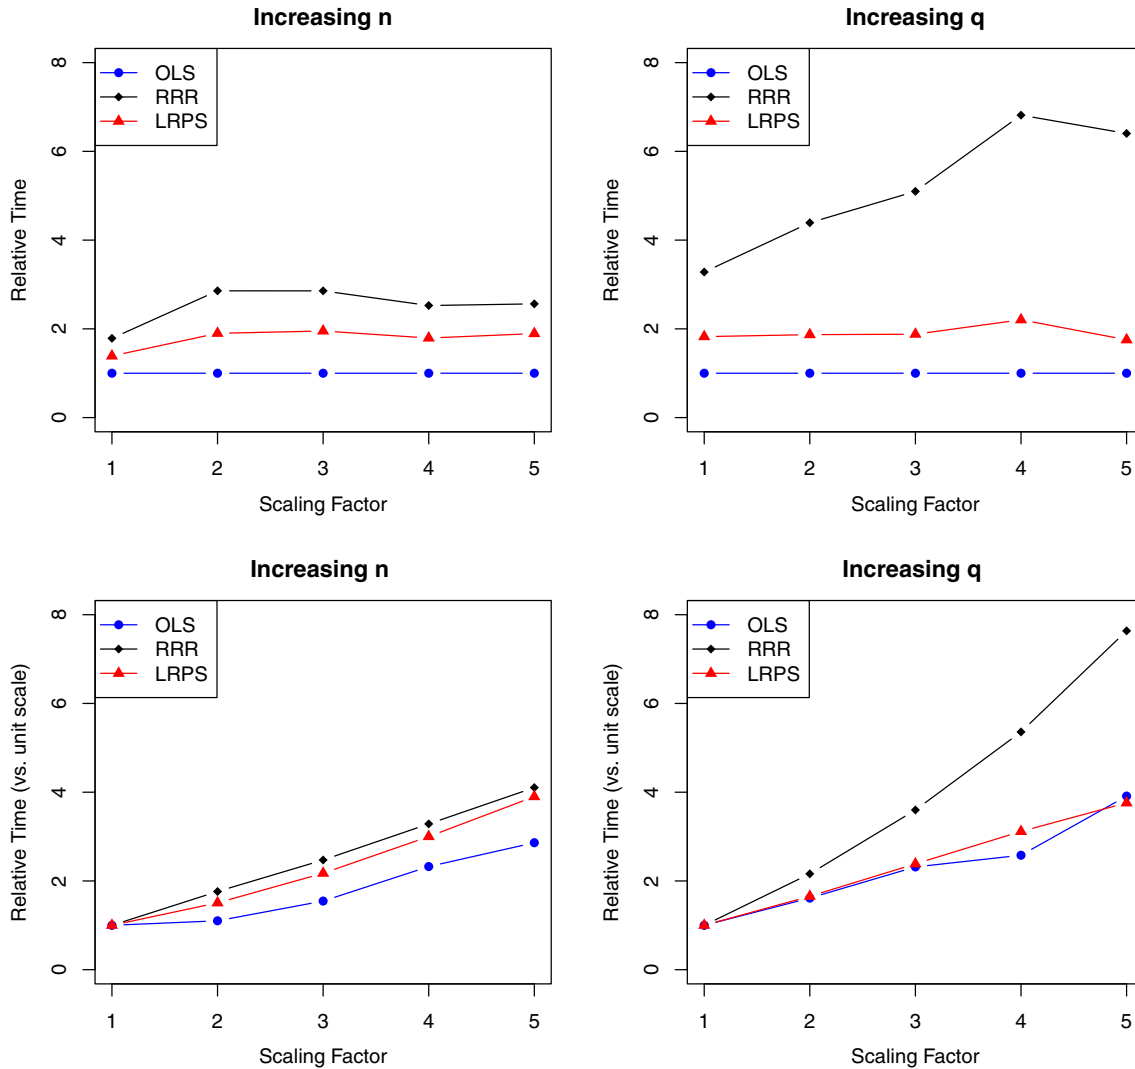 Increasing n
OLS
RRR
LRPS
Relative Time
0
2
4
6
8
1 2 3 4 5
Scaling Factor
Increasing q
OLS
RRR
LRPS
Relative Time
0
2
4
6
8
1 2 3 4 5
Scaling Factor
Increasing n
OLS
RRR
LRPS
Relative Time (vs. unit scale)
0
2
4
6
8
1 2 3 4 5
Scaling Factor
Increasing q
OLS
RRR
LRPS
Relative Time (vs. unit scale)
0
2
4
6
8
1 2 3 4 5
Scaling Factor